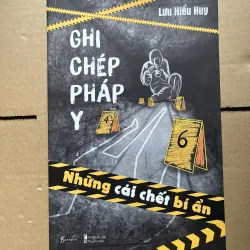 Lưu Hiểu Huy
GHI
CHÉP
PHÁP
Y
6
Những cái chết bí ẩn